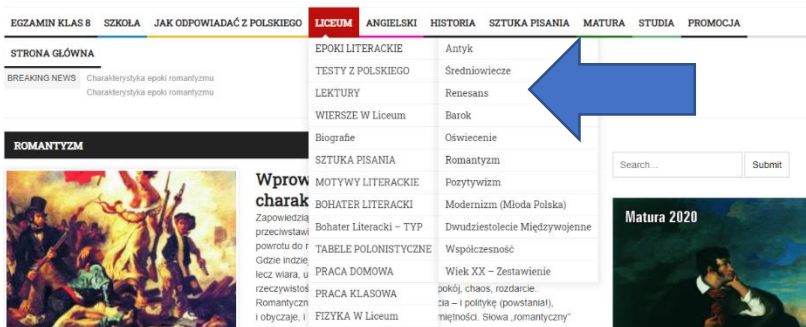 EGZAMIN KLAS 8 SZKOŁA JAK ODPOWIADAĆ Z POLSKIEGO LICEUM ANGIELSKI HISTORIA SZTUKA PISANIA MATURA STUDIA PROMOCJA
STRONA GŁÓWNA
BREAKING NEWS Charakterystyka epoki romantyzmu
Charakterystyka epoki romantyzmu
EPOKI LITERACKIE
TESTY Z POLSKIEGO
LEKTURY
WIERSZE W Liceum
Biografie
SZTUKA PISANIA
MOTYWY LITERACKIE
BOHATER LITERACKI
Bohater Literacki – TYP
TABELE POLONISTYCZNE
PRACA DOMOWA
PRACA KLASOWA
FIZYKA W Liceum
Antyk
Średniowiecze
Renesans
Barok
Oświecenie
Romantyzm
Pozytywizm
Modernizm (Młoda Polska)
Dwudziestolecie Międzywojenne
Współczesność
Wiek XX – Zestawienie
ROMANTYZM
Wprow
charak
Zapowiedzią
przeciwstawi
powrotu do r
Gdzie indzie
lecz wiara, u
rzeczywistoś pokój, chaos, rozdarcie.
Romantyczn cia – i politykę (powstania!),
i obyczaje, i miętności. Słowa „romantyczny"
Search... Submit
Matura 2020